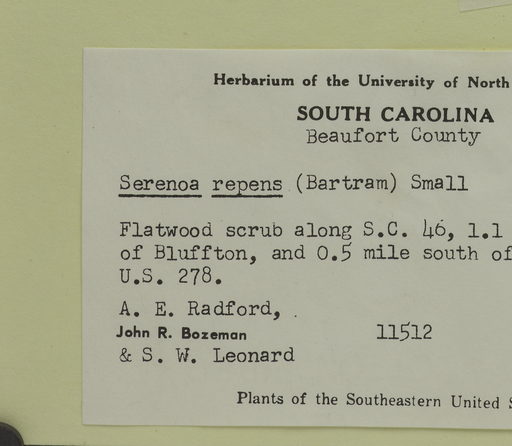 Herbarium of the University of North
SOUTH CAROLINA
Beaufort County
Serenoa repens (Bartram) Small
Flatwood scrub along S.C. 46, 1.1
of Bluffton, and 0.5 mile south of
U.S. 278.
A. E. Radford,
John R. Bozeman 11512
& S. W. Leonard
Plants of the Southeastern United